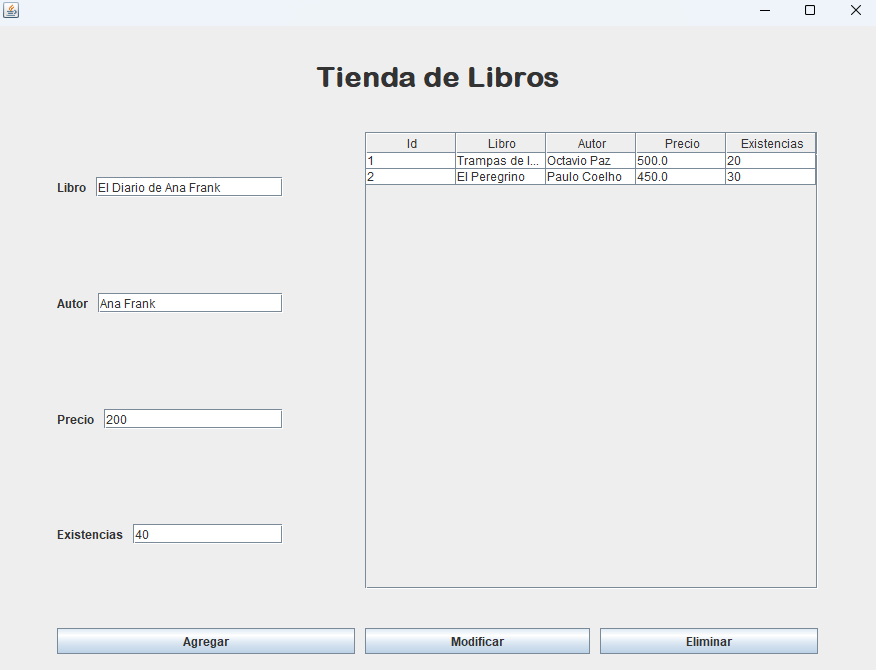 Tienda de Libros
Libro El Diario de Ana Frank
Autor Ana Frank
Precio 200
Existencias 40
Id Libro Autor Precio Existencias
1 Trampas de l... Octavio Paz 500.0 20
2 El Peregrino Paulo Coelho 450.0 30
Agregar Modificar Eliminar